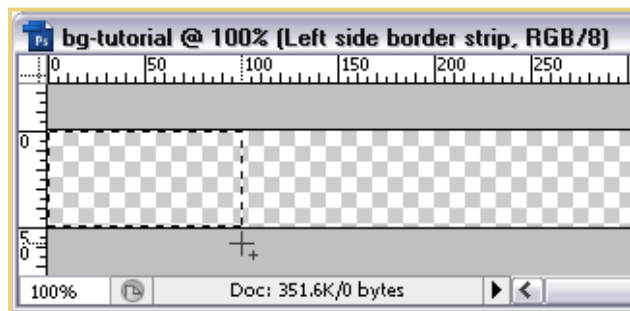 Ps bg-tutorial @ 100% (Left side border strip, RGB/8)
0 50 100 150 200 250
0
50
100% Doc: 351.6K/0 bytes